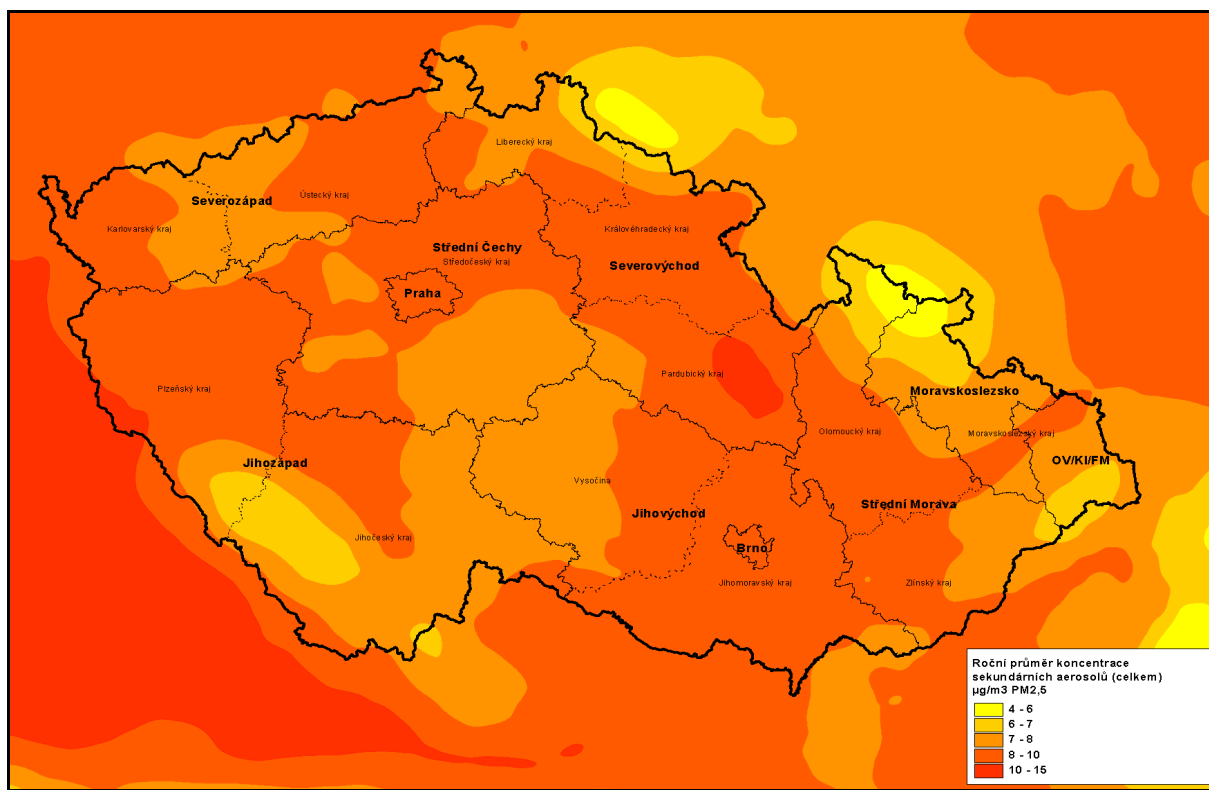 Liberecký kraj
Severozápad
Ústecký kraj
Karlovarský kraj
Královéhradecký kraj
Střední Čechy
Středočeský kraj
Severovýchod
Praha
Plzeňský kraj
Pardubický kraj
Moravskoslezsko
Olomoucký kraj
Moravskoslezský kraj
Jihozápad
OV/KI/FM
Vysočina
Střední Morava
Jihovýchod
Jihočeský kraj
Brno
Jihomoravský kraj
Zlínský kraj
Roční průměr koncentrace
sekundárních aerosolů (celkem)
µg/m3 PM2,5
4 - 6
6 - 7
7 - 8
8 - 10
10 - 15